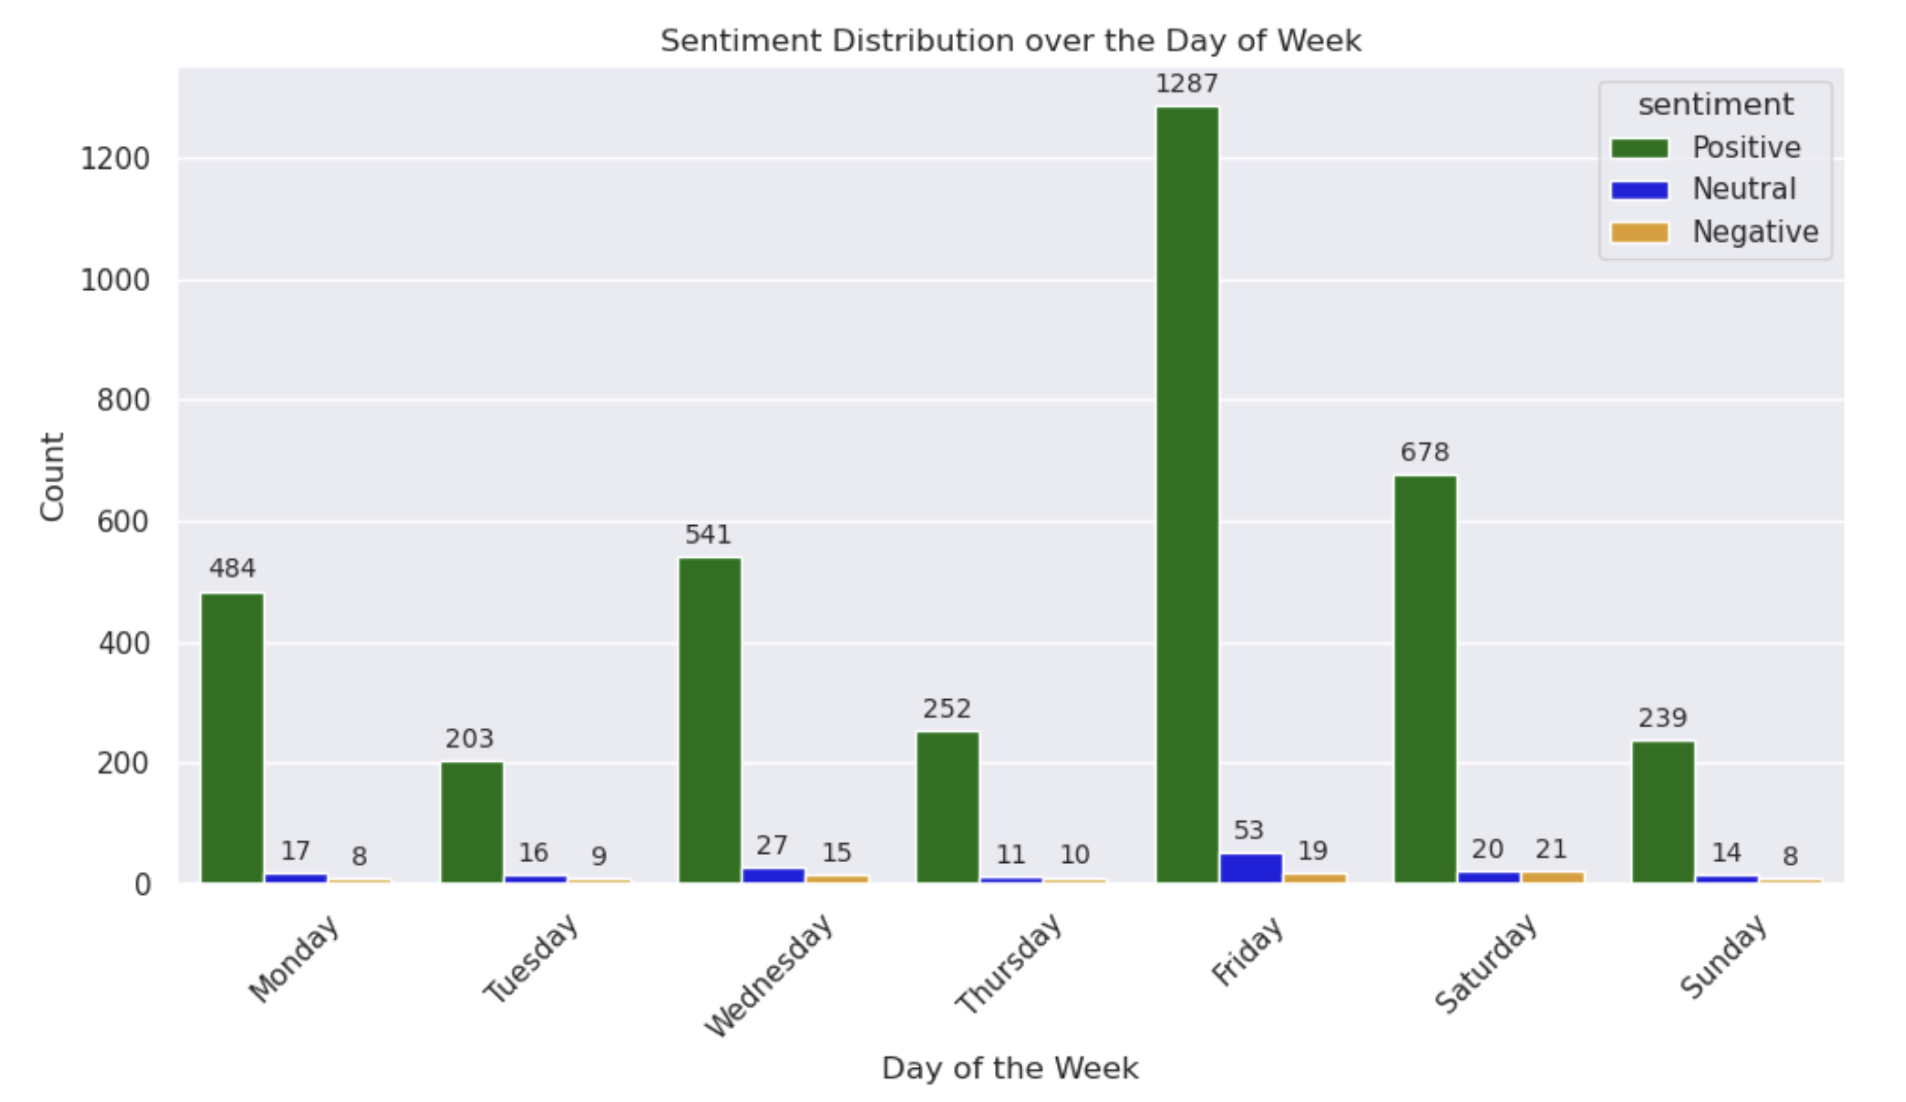 Sentiment Distribution over the Day of Week
sentiment
Positive
Neutral
Negative
Count
1200
1000
800
600
400
200
0
484
17
8
203
16
9
541
27
15
252
11
10
1287
53
19
678
20
21
239
14
8
Monday
Tuesday
Wednesday
Thursday
Friday
Saturday
Sunday
Day of the Week